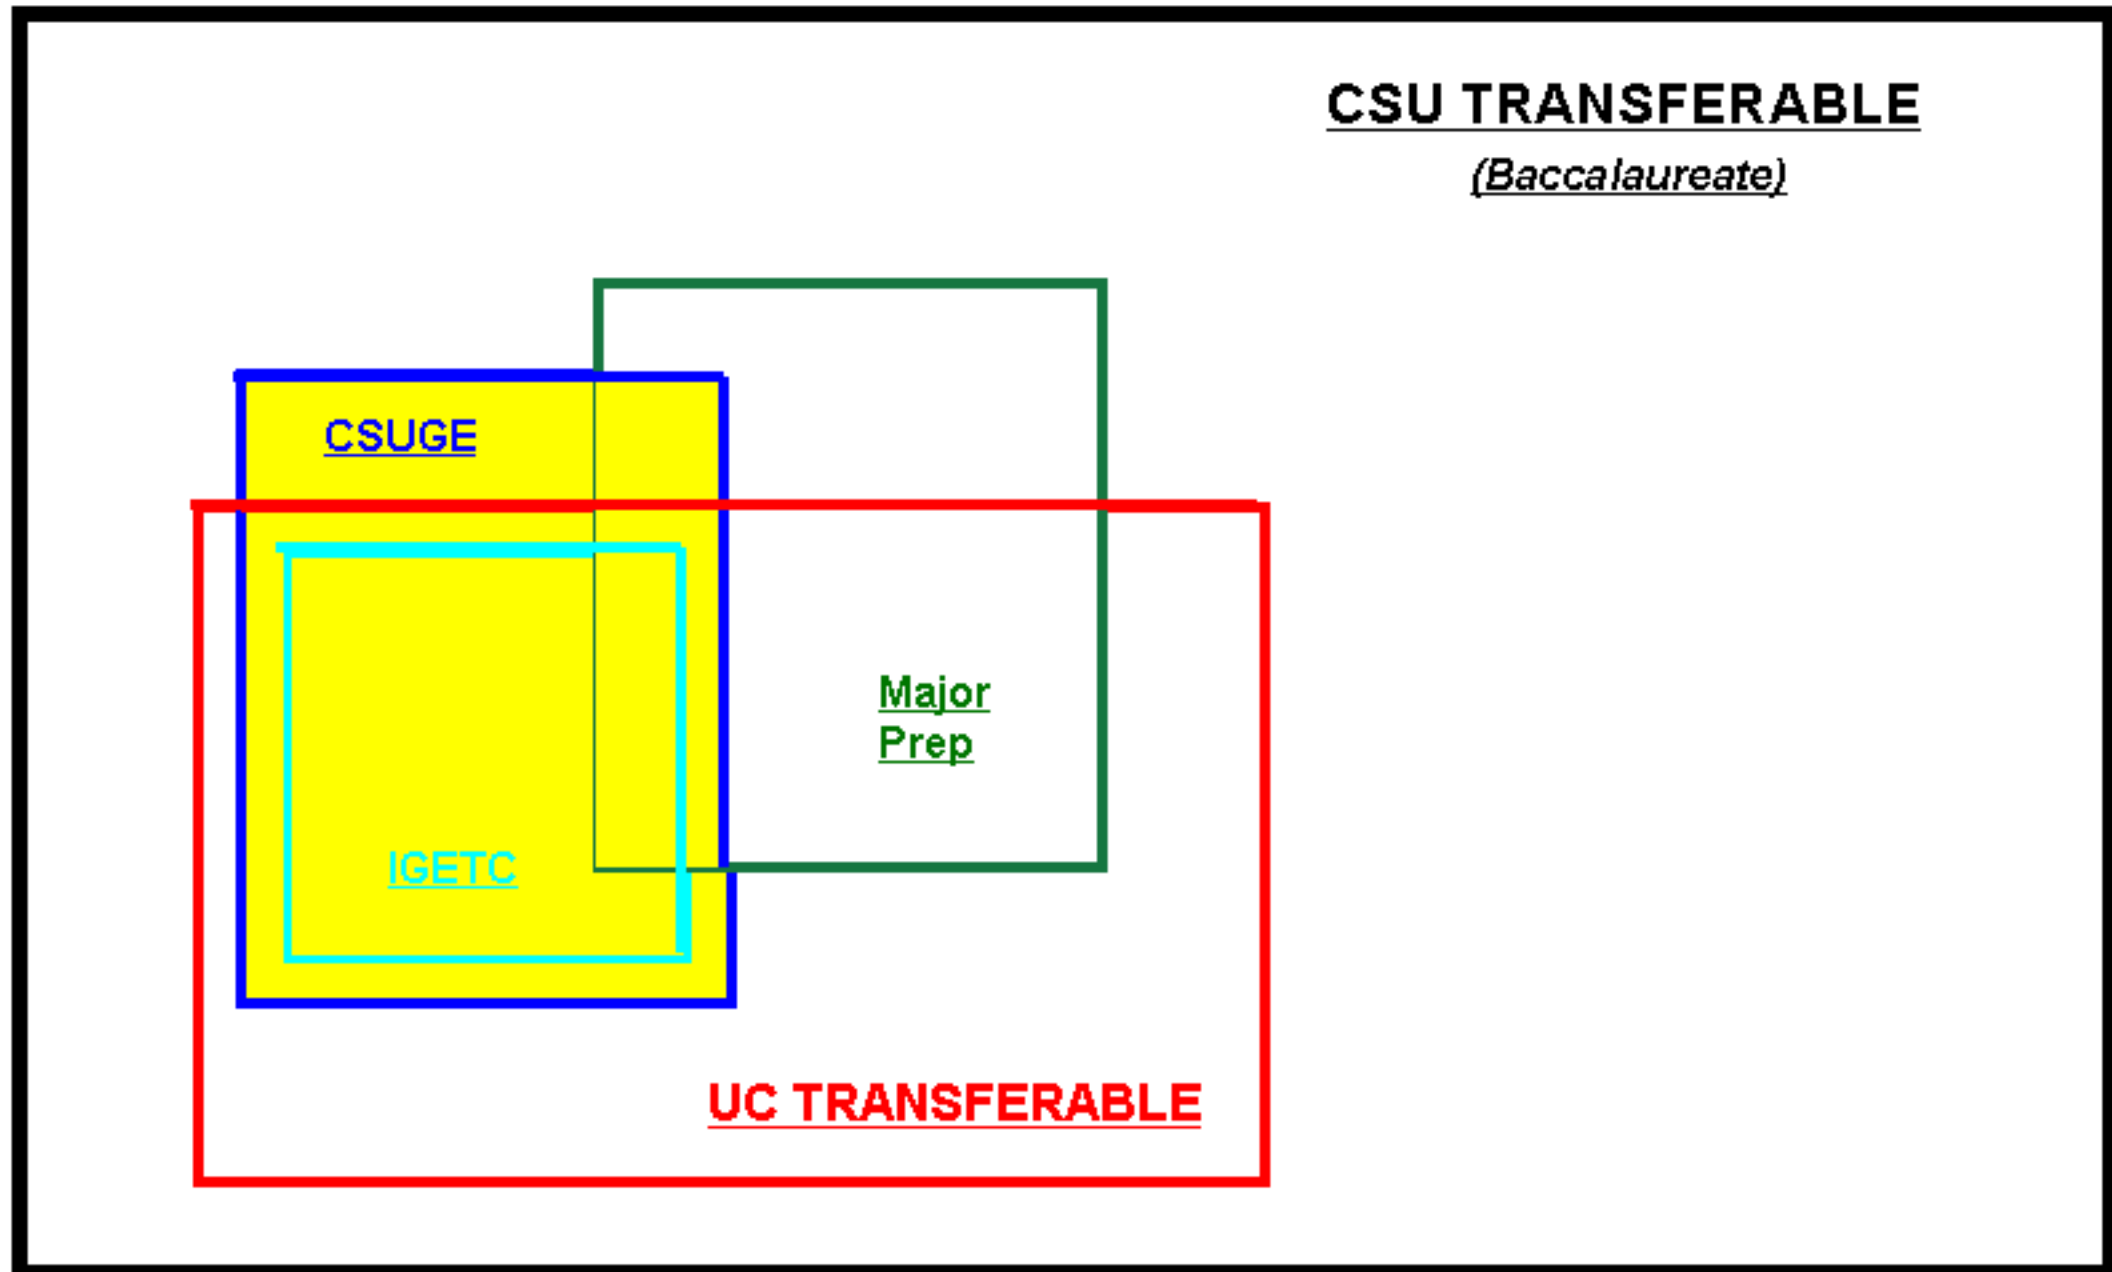 CSU TRANSFERABLE
(Baccalaureate)
CSUGE
Major
Prep
IGETC
UC TRANSFERABLE